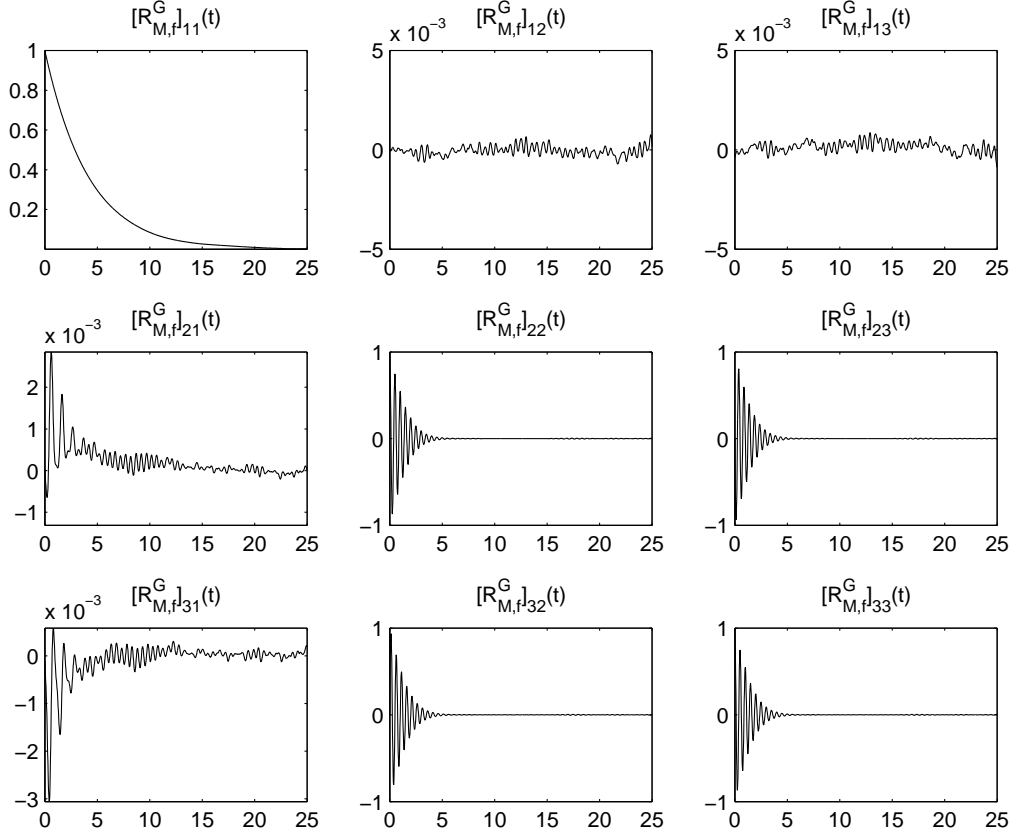 [R^G_{M,f}]_{11}(t)
1
0.8
0.6
0.4
0.2
0 5 10 15 20 25
[R^G_{M,f}]_{12}(t)
x 10^{−3}
5
0
−5
0 5 10 15 20 25
[R^G_{M,f}]_{13}(t)
x 10^{−3}
5
0
−5
0 5 10 15 20 25
[R^G_{M,f}]_{21}(t)
x 10^{−3}
2
1
0
−1
0 5 10 15 20 25
[R^G_{M,f}]_{22}(t)
1
0
−1
0 5 10 15 20 25
[R^G_{M,f}]_{23}(t)
1
0
−1
0 5 10 15 20 25
[R^G_{M,f}]_{31}(t)
x 10^{−3}
0
−1
−2
−3
0 5 10 15 20 25
[R^G_{M,f}]_{32}(t)
1
0
−1
0 5 10 15 20 25
[R^G_{M,f}]_{33}(t)
1
0
−1
0 5 10 15 20 25